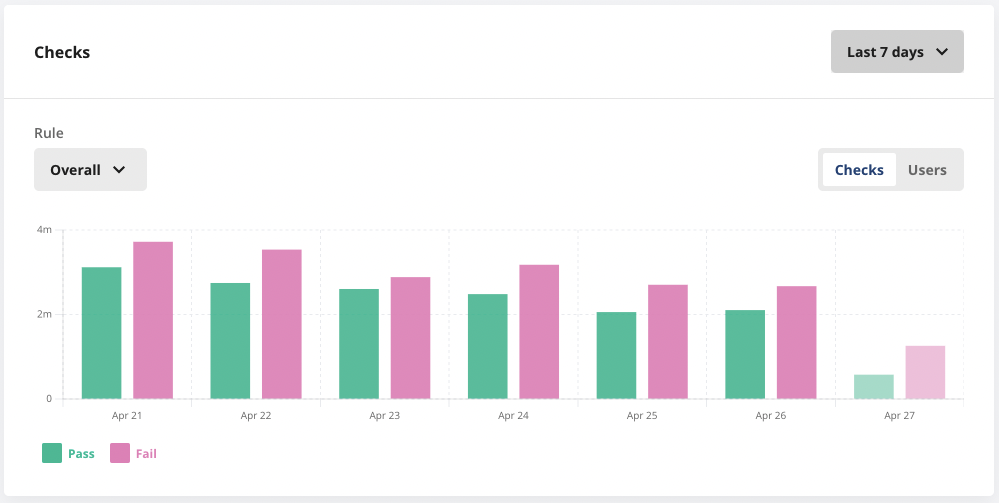 Checks
Last 7 days
Rule
Overall
Checks Users
4m
2m
0
Apr 21 Apr 22 Apr 23 Apr 24 Apr 25 Apr 26 Apr 27
Pass Fail